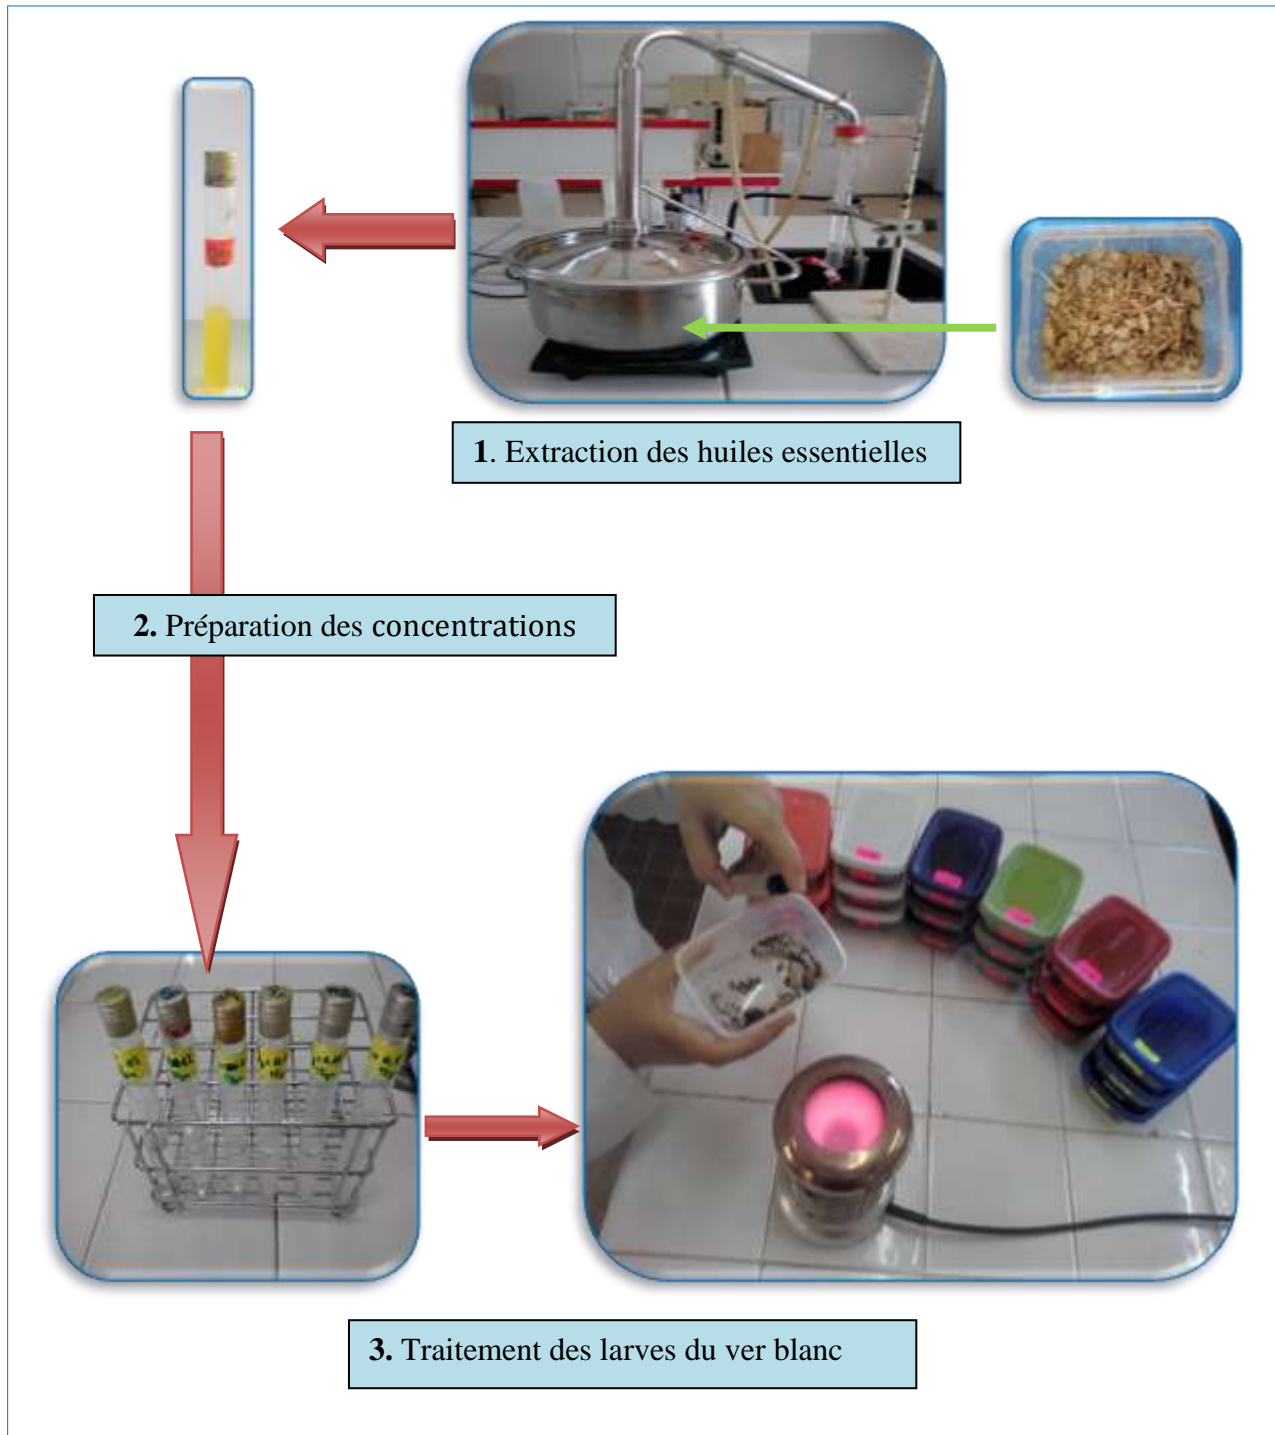 1. Extraction des huiles essentielles
2. Préparation des concentrations
3. Traitement des larves du ver blanc